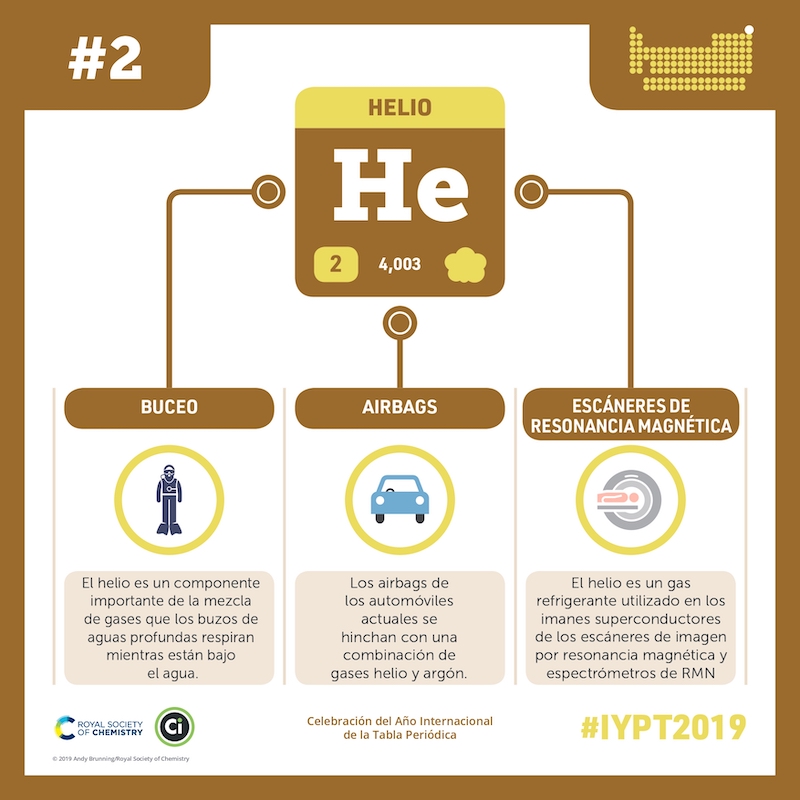 #2
HELIO
He
2
4,003
BUCEO
El helio es un componente
importante de la mezcla
de gases que los buzos de
aguas profundas respiran
mientras están bajo
el agua.
AIRBAGS
Los airbags de
los automóviles
actuales se
hinchan con una
combinación de
gases helio y argón.
ESCÁNERES DE
RESONANCIA MAGNÉTICA
El helio es un gas
refrigerante utilizado en los
imanes superconductores
de los escáneres de imagen
por resonancia magnética y
espectrómetros de RMN
ROYAL SOCIETY
OF CHEMISTRY
Ci
© 2019 Andy Brunning/Royal Society of Chemistry
Celebración del Año Internacional
de la Tabla Periódica
#IYPT2019